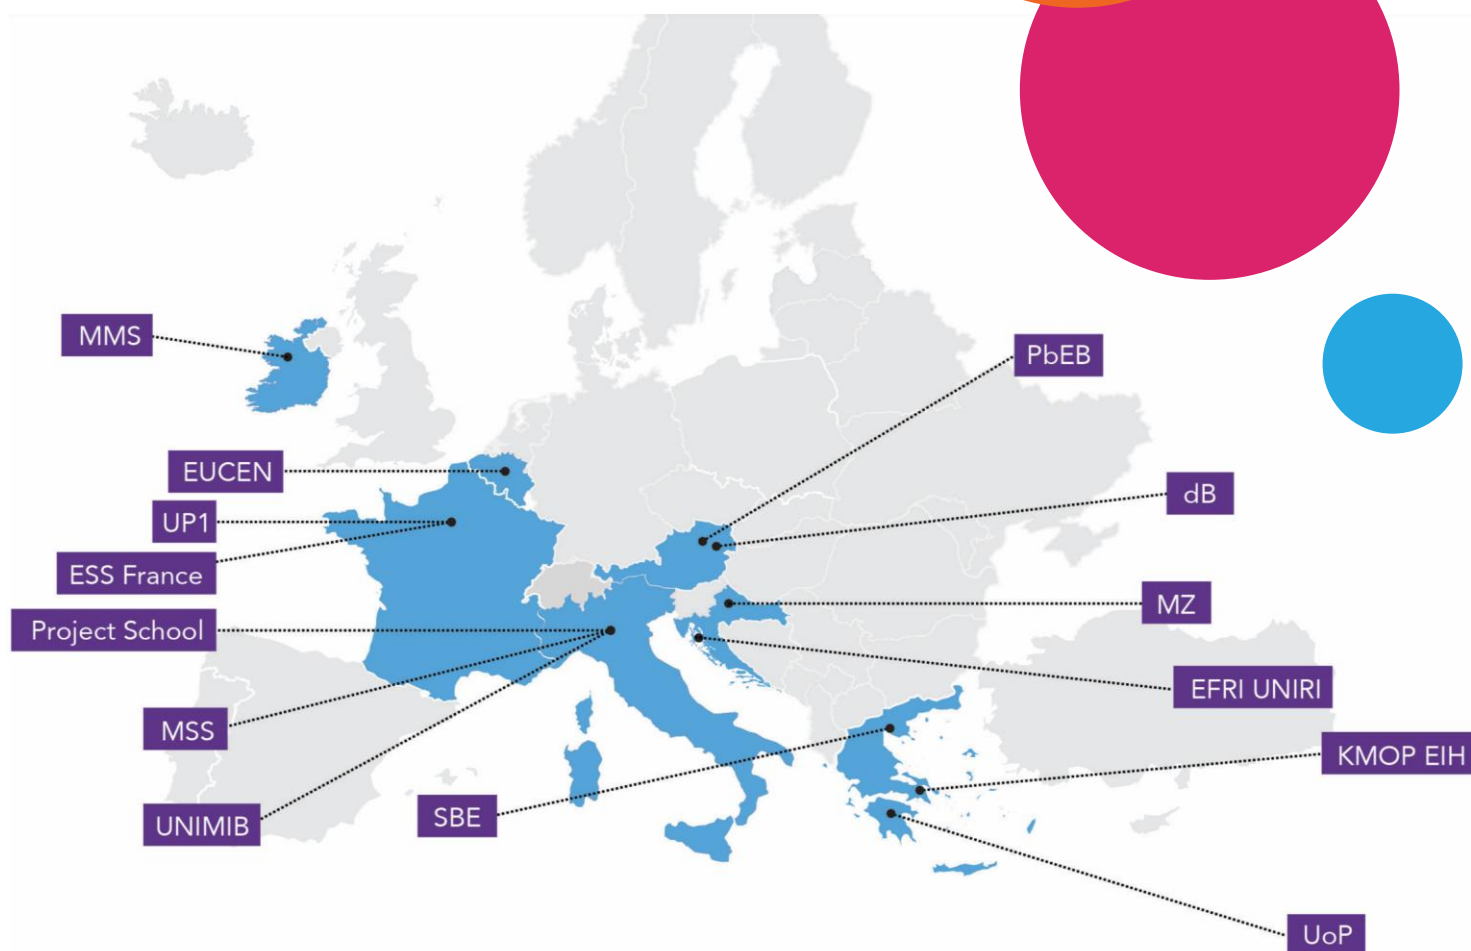 MMS
PbEB
EUCEN
dB
UP1
ESS France
MZ
Project School
EFRI UNIRI
MSS
KMOP EIH
SBE
UNIMIB
UoP